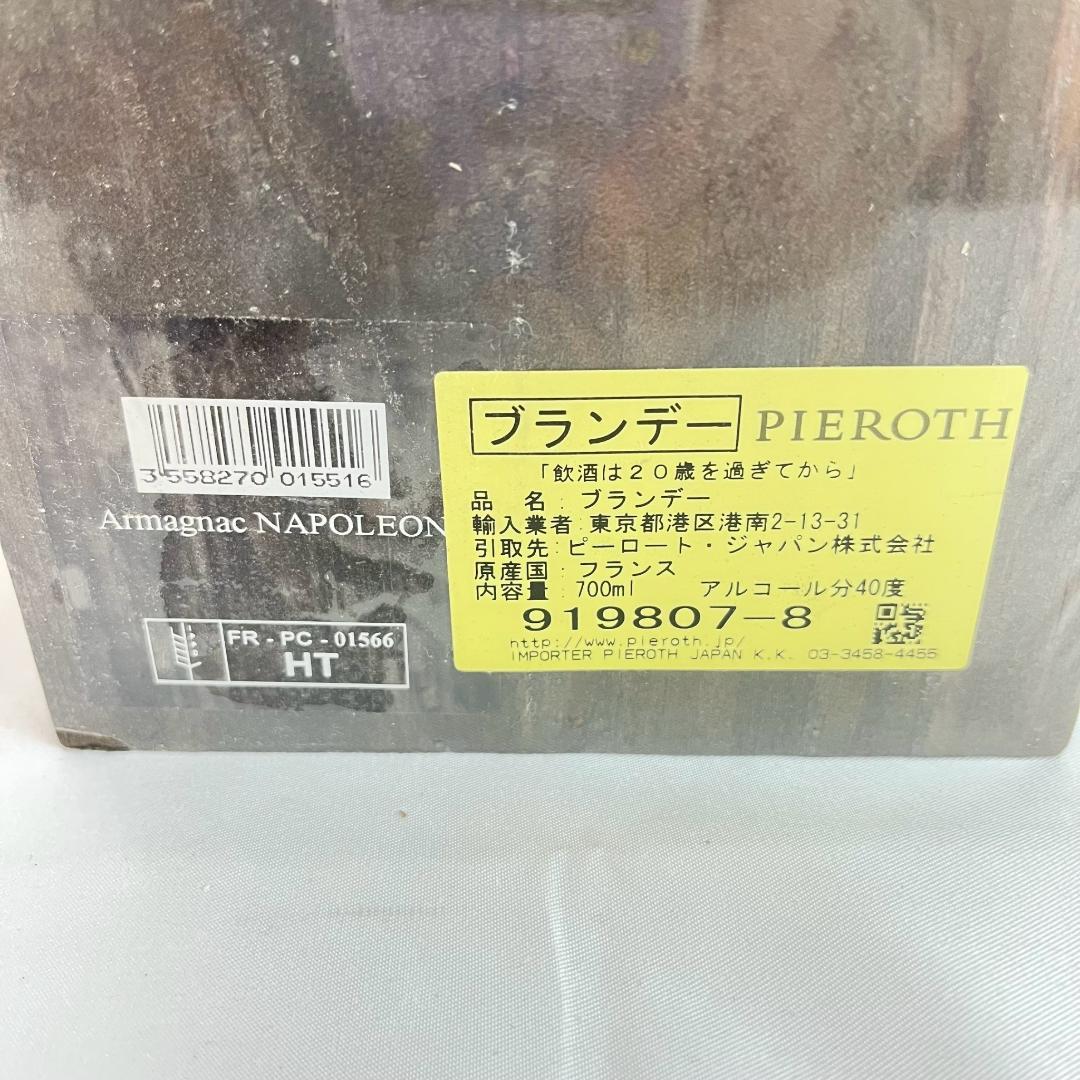 3 558270 015516
Armagnac NAPOLEON
FR - PC - 01566
HT
ブランデー PIEROTH
「飲酒は20歳を過ぎてから」
品 名: ブランデー
輸入業者:東京都港区港南2-13-31
引取先:ピーロート・ジャパン株式会社
原産国: フランス
内容量: 700ml アルコール分40度
919807-8
http://www.pieroth.jp/
IMPORTER PIEROTH JAPAN K.K. 03-3458-4455